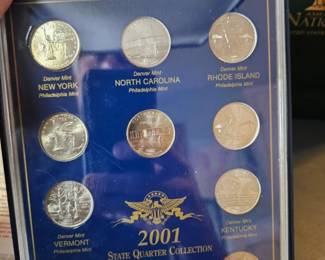 NATION
Denver Mint
NEW YORK
Philadelphia Mint
Denver Mint
NORTH CAROLINA
Philadelphia Mint
Denver Mint
RHODE ISLAND
Philadelphia Mint
Denver Mint
VERMONT
Philadelphia Mint
Denver Mint
KENTUCKY
Philadelphia Mint
2001
STATE QUARTER COLLECTION